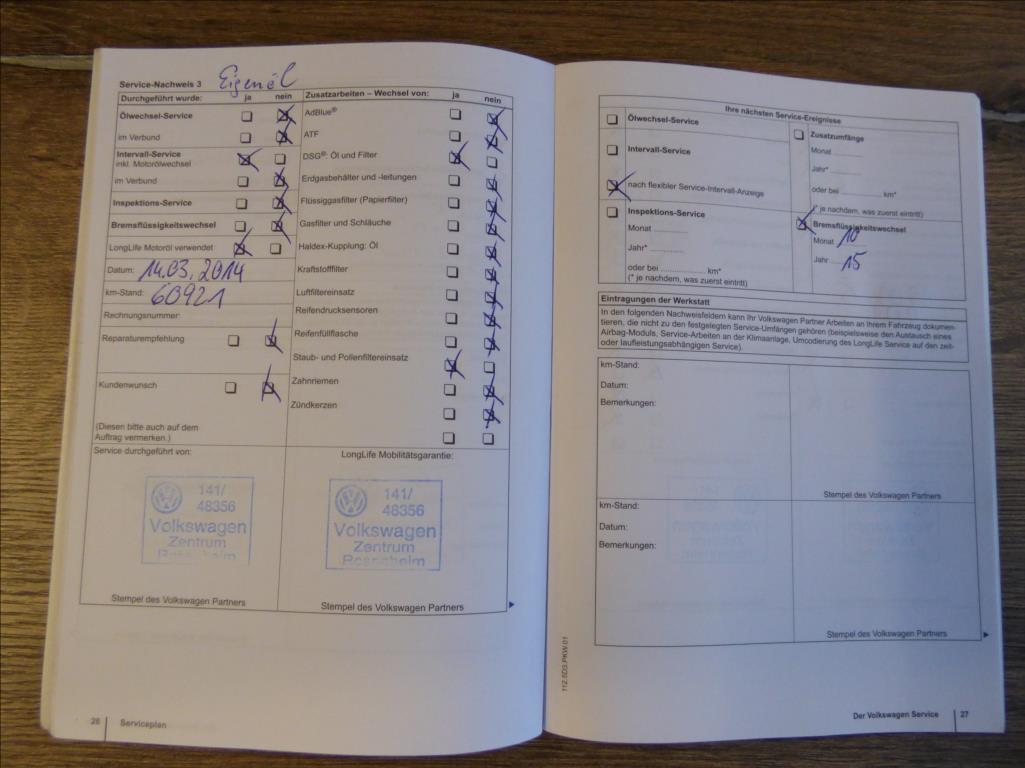 Service-Nachweis 3 Eigenöl
Durchgeführt wurde: ja nein
Ölwechsel-Service
im Verbund
Intervall-Service
inkl. Motorölwechsel
im Verbund
Inspektions-Service
Bremsflüssigkeitswechsel
LongLife Motoröl verwendet
Datum: 14.03.2014
km-Stand: 60921
Rechnungsnummer:
Reparaturempfehlung
Kundenwunsch
(Diesen bitte auch auf dem
Auftrag vermerken.)
Zusatzarbeiten – Wechsel von: ja nein
AdBlue®
ATF
DSG®: Öl und Filter
Erdgasbehälter und -leitungen
Flüssiggasfilter (Papierfilter)
Gasfilter und Schläuche
Haldex-Kupplung: Öl
Kraftstofffilter
Luftfiltereinsatz
Reifendrucksensoren
Reifenfüllflasche
Staub- und Pollenfiltereinsatz
Zahnriemen
Zündkerzen
Service durchgeführt von:
141/
48356
Volkswagen
Zentrum
Stempel des Volkswagen Partners
LongLife Mobilitätsgarantie:
141/
48356
Volkswagen
Zentrum
Rosenheim
Stempel des Volkswagen Partners
26 Serviceplan
Ihre nächsten Service-Ereignisse
Ölwechsel-Service
Intervall-Service
nach flexibler Service-Intervall-Anzeige
Inspektions-Service
Monat
Jahr*
oder bei km*
(* je nachdem, was zuerst eintritt)
Zusatzumfänge
Monat
Jahr*
oder bei km*
(* je nachdem, was zuerst eintritt)
Bremsflüssigkeitswechsel
Monat 10
Jahr 15
Eintragungen der Werkstatt
In den folgenden Nachweisfeldern kann Ihr Volkswagen Partner Arbeiten an Ihrem Fahrzeug dokumen-
tieren, die nicht zu den festgelegten Service-Umfängen gehören (beispielsweise den Austausch eines
Airbag-Moduls, Service-Arbeiten an der Klimaanlage, Umcodierung des LongLife Service auf den zeit-
oder laufleistungsabhängigen Service).
km-Stand:
Datum:
Bemerkungen:
Stempel des Volkswagen Partners
km-Stand:
Datum:
Bemerkungen:
Stempel des Volkswagen Partners
112.5D3.PKW.01
Der Volkswagen Service 27